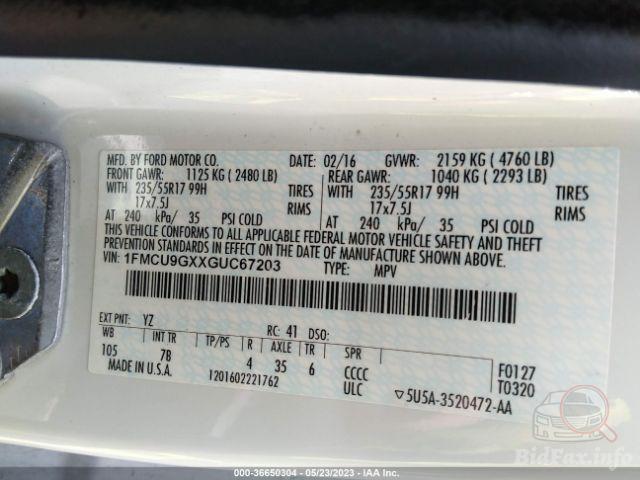 MFD. BY FORD MOTOR CO. DATE: 02/16 GVWR: 2159 KG ( 4760 LB)
FRONT GAWR: 1125 KG ( 2480 LB) REAR GAWR: 1040 KG ( 2293 LB)
WITH 235/55R17 99H TIRES WITH 235/55R17 99H TIRES
17x7.5J RIMS 17x7.5J RIMS
AT 240 kPa/ 35 PSI COLD AT 240 kPa/ 35 PSI COLD
THIS VEHICLE CONFORMS TO ALL APPLICABLE FEDERAL MOTOR VEHICLE SAFETY AND THEFT
PREVENTION STANDARDS IN EFFECT ON THE DATE OF MANUFACTURE SHOWN ABOVE.
VIN: 1FMCU9GXXGUC67203 TYPE: MPV
EXT PNT: YZ RC: 41 DSO:
WB INT TR TP/PS R AXLE TR SPR
105 7B 4 35 6 CCCC F0127
MADE IN U.S.A. 1201602221762 ULC T0320
▽5U5A-3520472-AA
BidFax.info
000-36650304 - 05/23/2023 - IAA Inc.